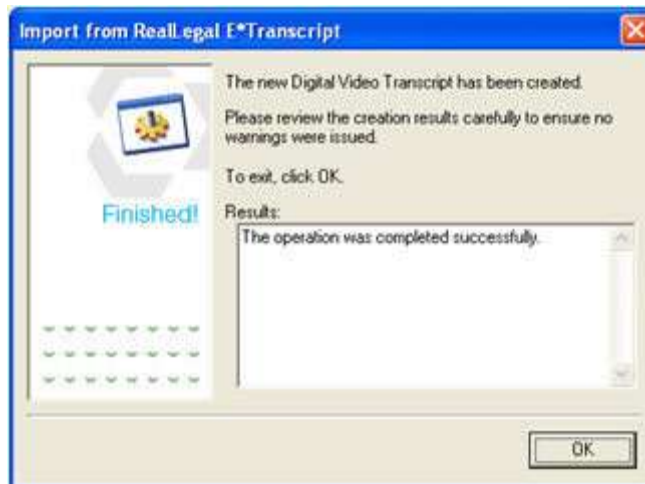 Import from RealLegal E*Transcript
The new Digital Video Transcript has been created.
Please review the creation results carefully to ensure no
warnings were issued.
To exit, click OK.
Finished!
Results:
The operation was completed successfully.
OK